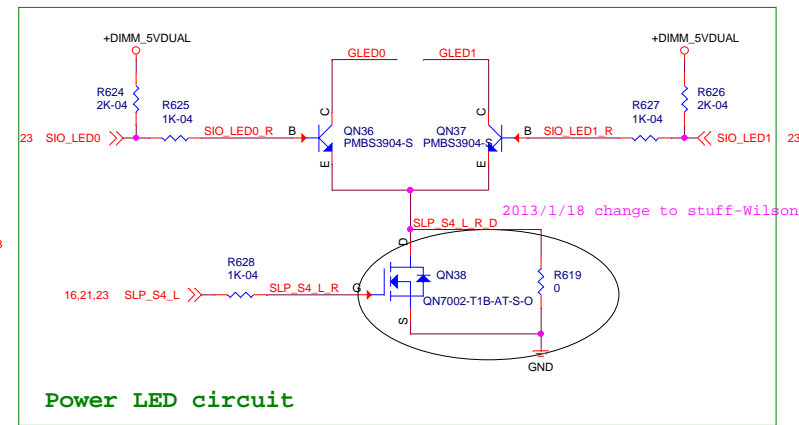 +DIMM_5VDUAL
+DIMM_5VDUAL
GLED0
GLED1
R624
2K-04
R625
1K-04
R627
1K-04
R626
2K-04
C
C
23 SIO_LED0
SIO_LED0_R
B
QN36
PMBS3904-S
QN37
PMBS3904-S
B
SIO_LED1_R
SIO_LED1 23
E
E
2013/1/18 change to stuff-Wilson
SLP_S4_L_R_D
D
3
R628
1K-04
QN38
R619
0
16,21,23 SLP_S4_L
SLP_S4_L_R
G
QN7002-T1B-AT-S-O
S
GND
Power LED circuit